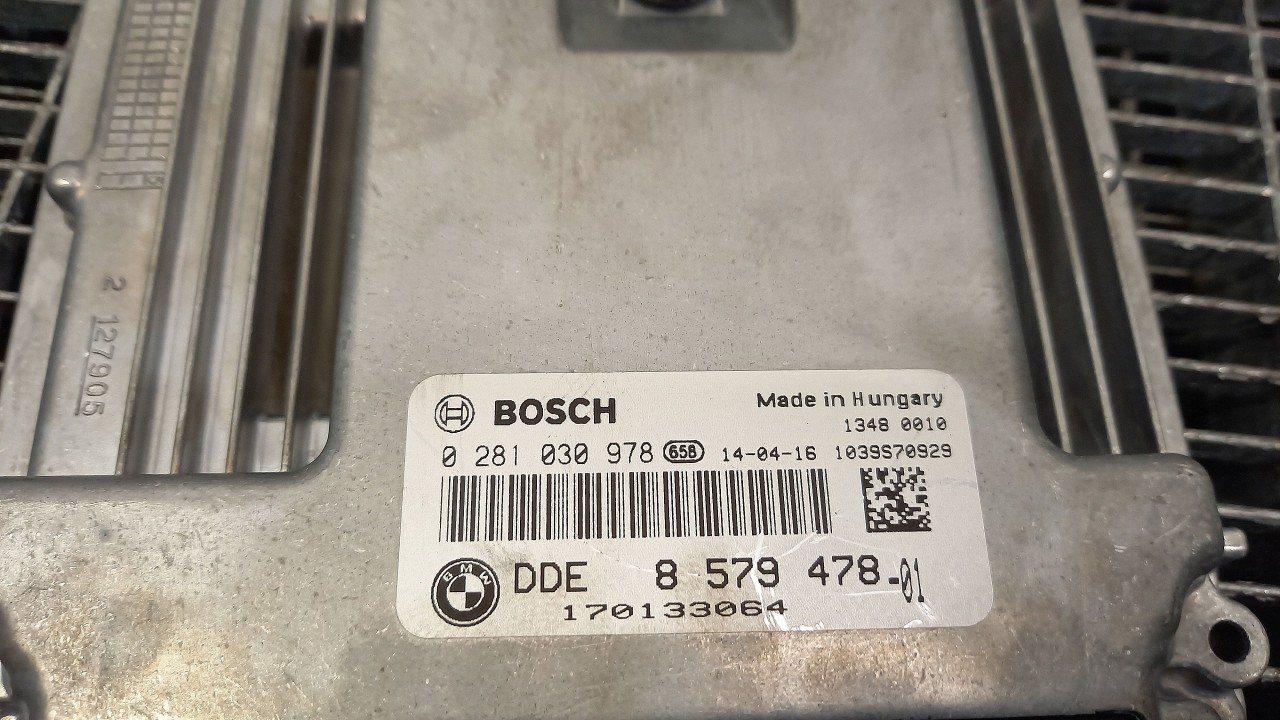 2 127905
BOSCH
Made in Hungary
1348 0010
0 281 030 978 658 14-04-16 1039S70929
BMW DDE 8 579 478-01
170133064